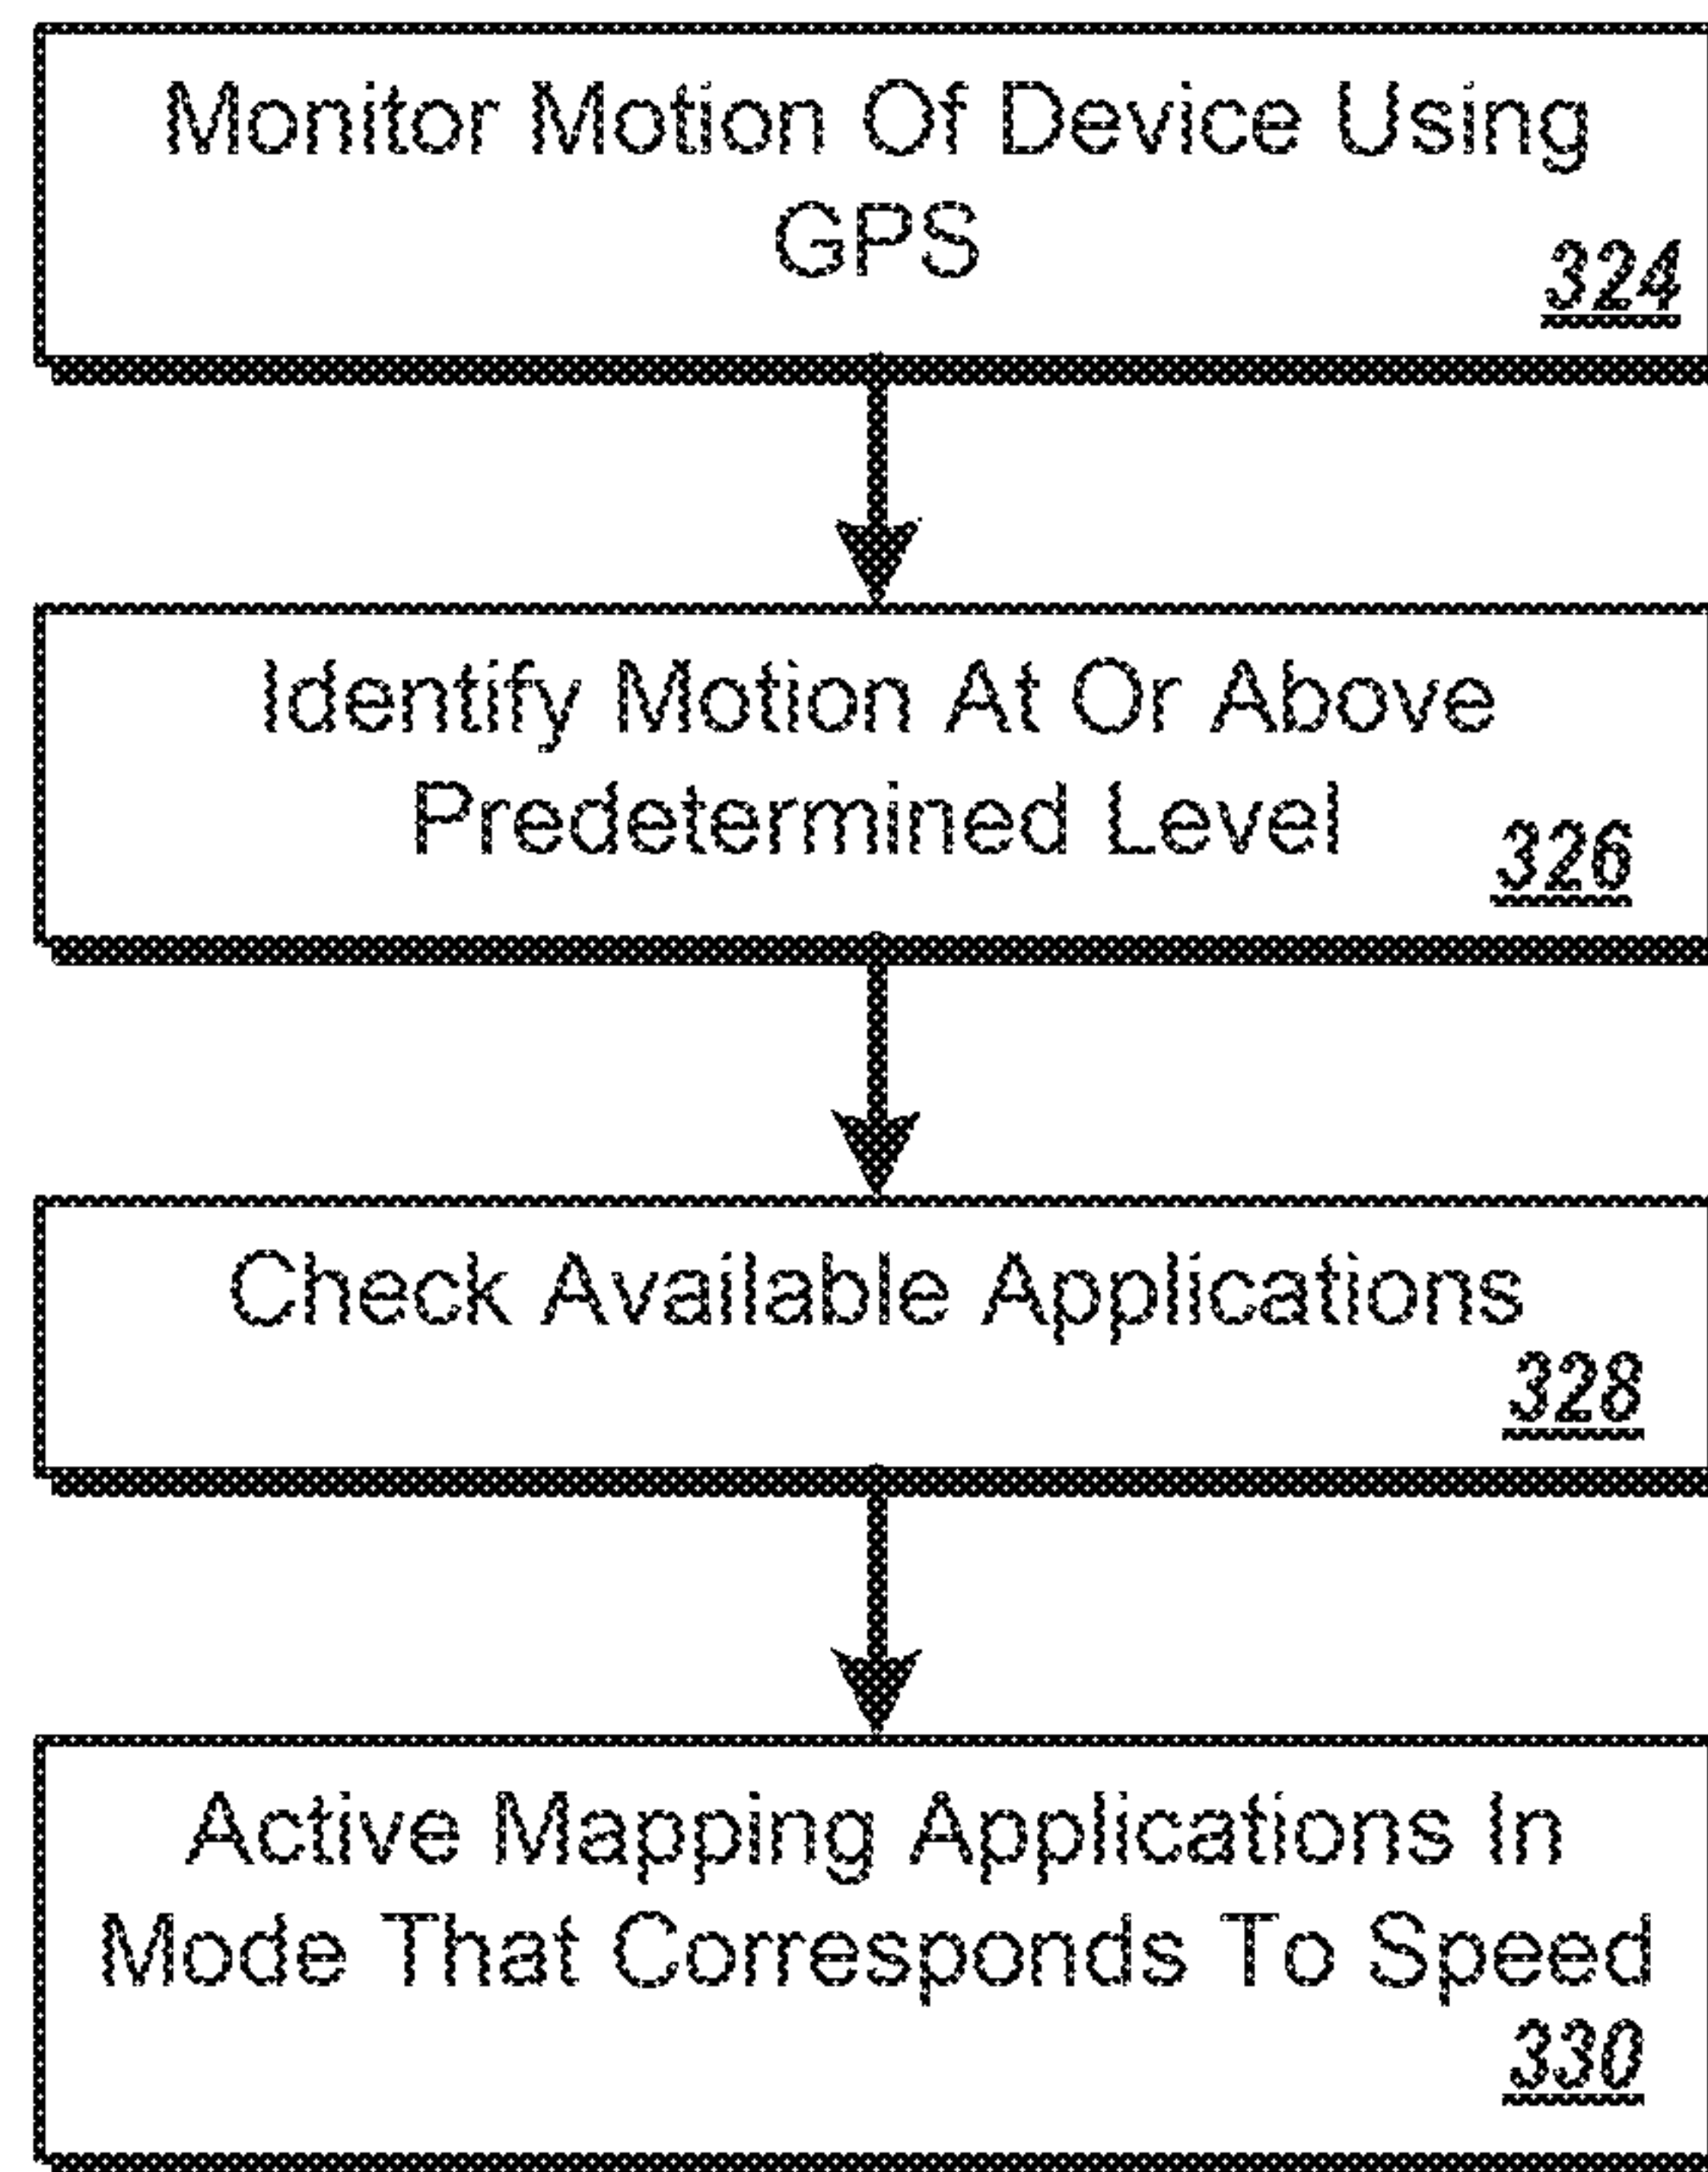 Monitor Motion Of Device Using
GPS
324
Identify Motion At Or Above
Predetermined Level
326
Check Available Applications
328
Active Mapping Applications In
Mode That Corresponds To Speed
330